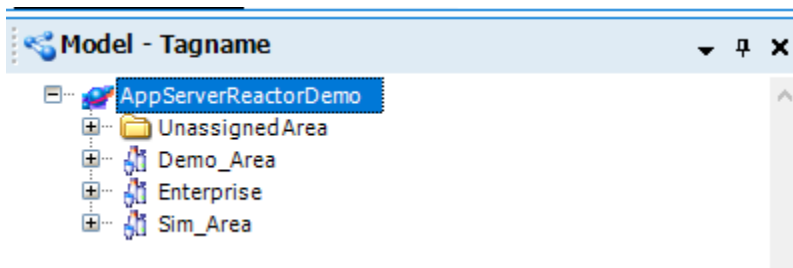 Model - Tagname
AppServerReactorDemo
UnassignedArea
Demo_Area
Enterprise
Sim_Area